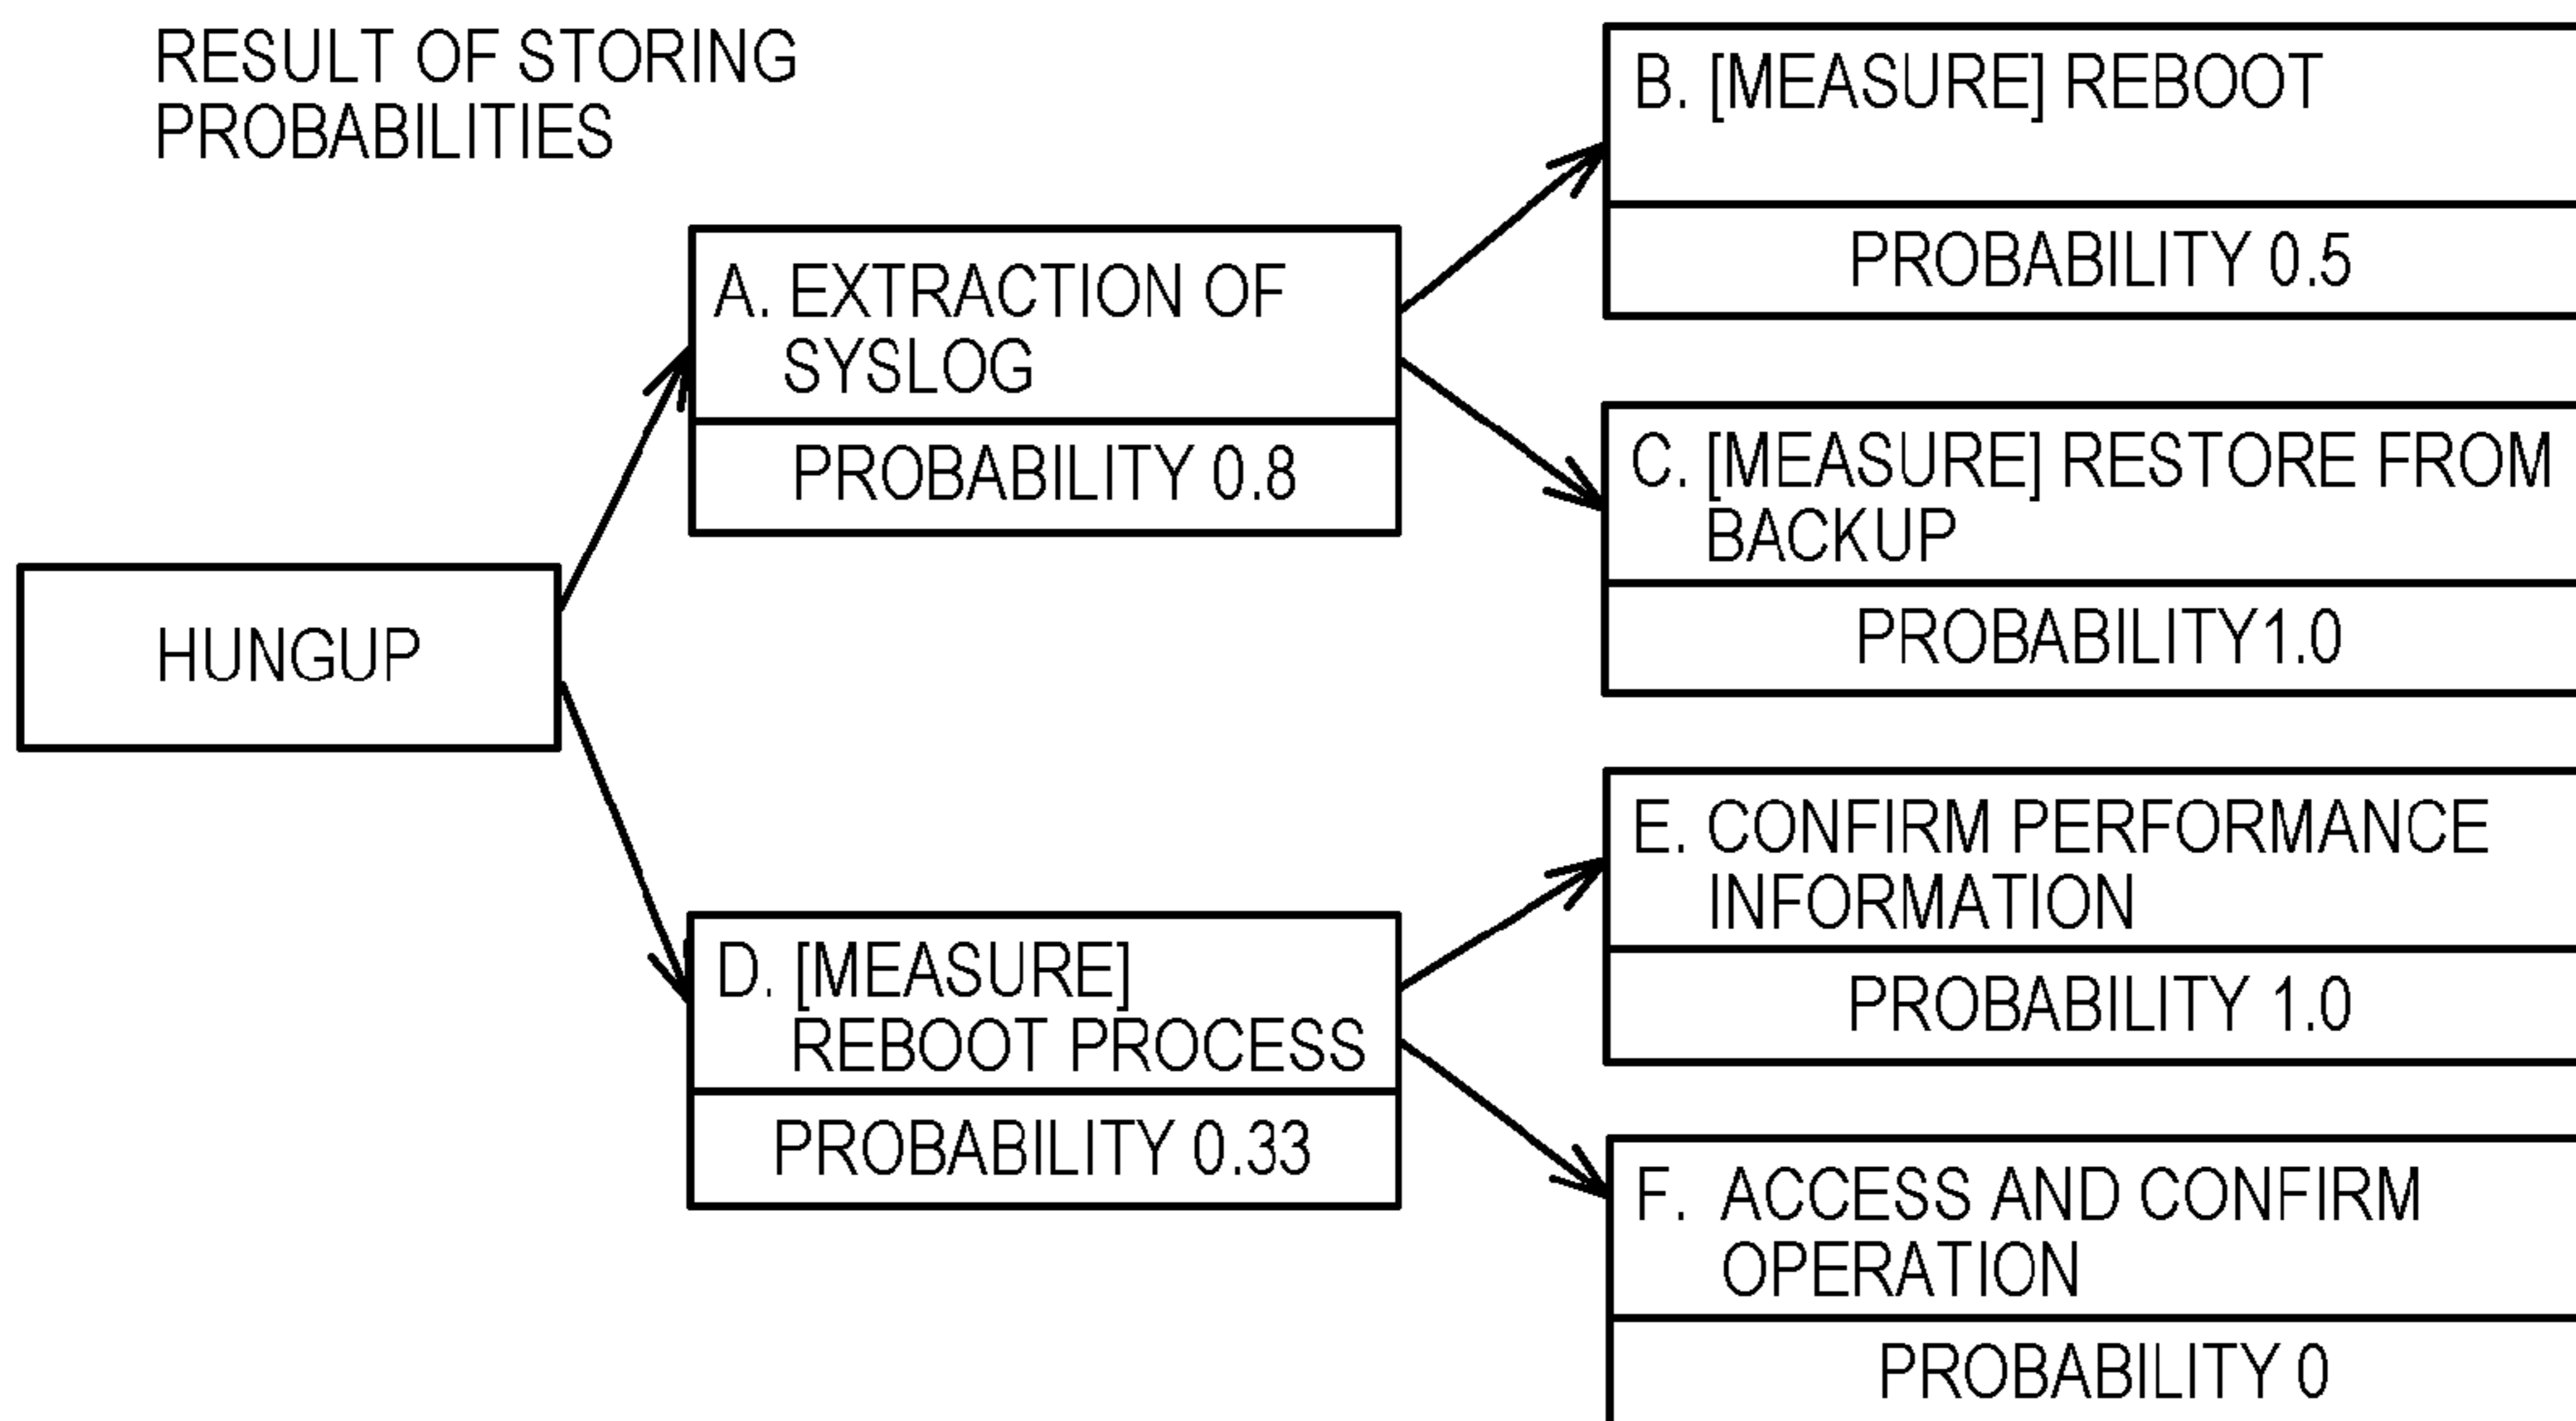 RESULT OF STORING
PROBABILITIES
HUNGUP
A. EXTRACTION OF
SYSLOG
PROBABILITY 0.8
B. [MEASURE] REBOOT
PROBABILITY 0.5
C. [MEASURE] RESTORE FROM
BACKUP
PROBABILITY1.0
D. [MEASURE]
REBOOT PROCESS
PROBABILITY 0.33
E. CONFIRM PERFORMANCE
INFORMATION
PROBABILITY 1.0
F. ACCESS AND CONFIRM
OPERATION
PROBABILITY 0